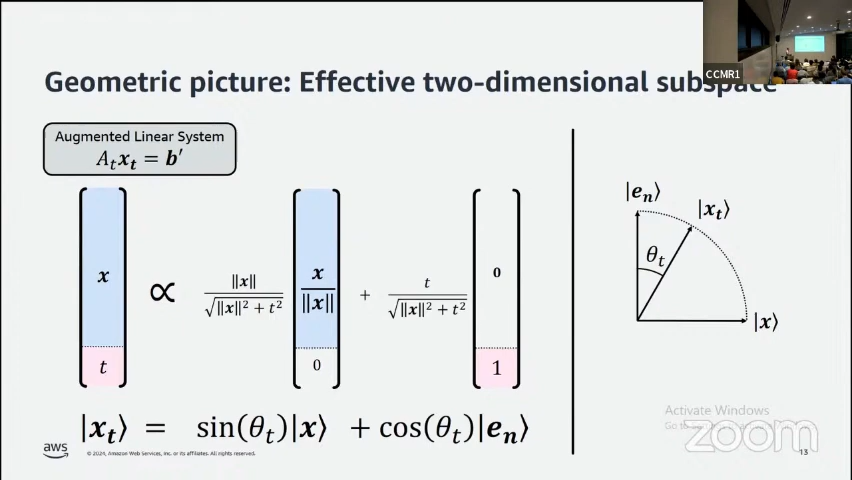 CCMR1
Geometric picture: Effective two-dimensional subspace
Augmented Linear System
A_t x_t = b′
x
t
∝
‖x‖ / √(‖x‖² + t²)
x / ‖x‖
0
+
t / √(‖x‖² + t²)
0
1
|x_t⟩ = sin(θ_t)|x⟩ + cos(θ_t)|e_n⟩
|e_n⟩
|x_t⟩
θ_t
|x⟩
Activate Windows
zoom
aws
© 2024, Amazon Web Services, Inc. or its affiliates. All rights reserved.
13